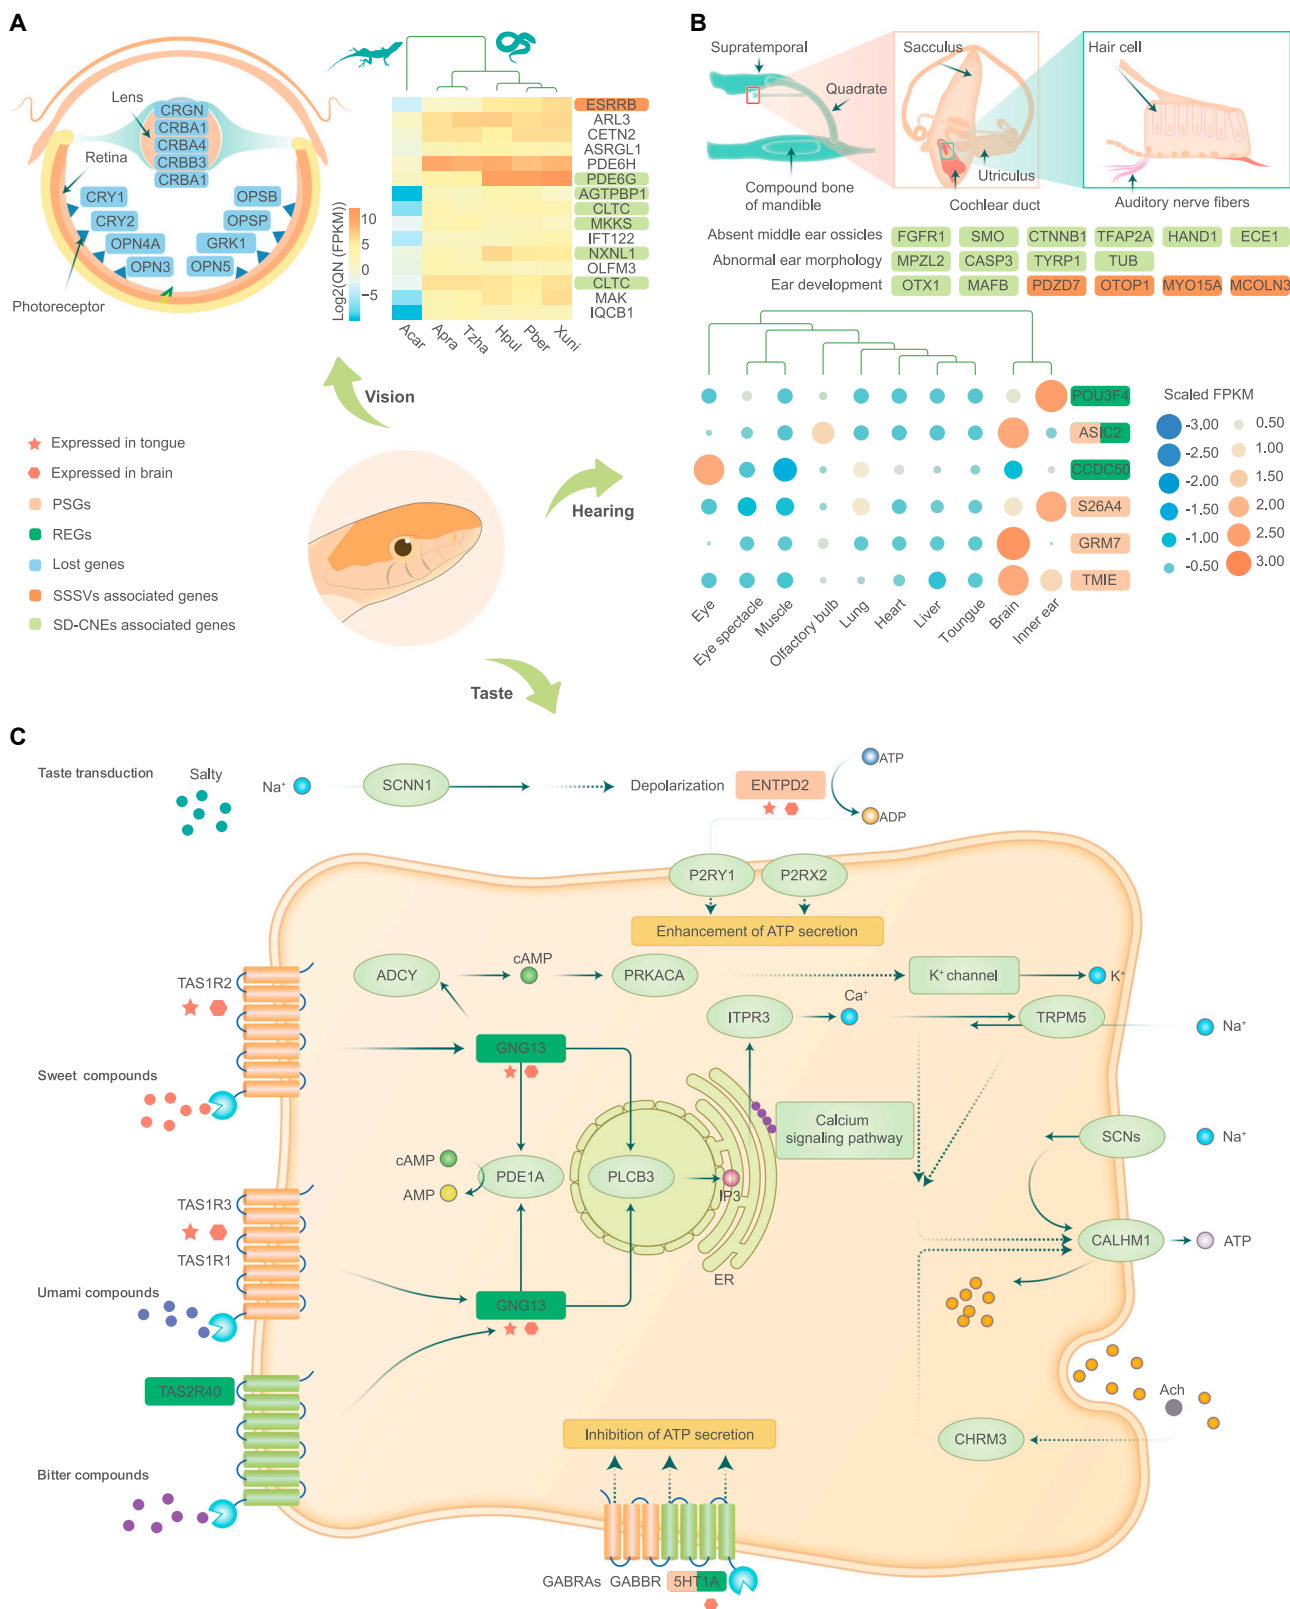 A
Lens
CRGN
CRBA1
CRBA4
CRBB3
CRBA1
Retina
CRY1
CRY2
OPN4A
OPN3
OPSB
OPSP
GRK1
OPN5
Photoreceptor
Log2(QN (FPKM))
10
5
0
−5
ESRRB
ARL3
CETN2
ASRGL1
PDE6H
PDE6G
AGTPBP1
CLTC
MKKS
IFT122
NXNL1
OLFM3
CLTC
MAK
IQCB1
Acar
Apra
Tzha
Hpul
Pber
Xuni
Vision
Hearing
Taste
Expressed in tongue
Expressed in brain
PSGs
REGs
Lost genes
SSSVs associated genes
SD-CNEs associated genes
B
Supratemporal
Quadrate
Compound bone
of mandible
Sacculus
Utriculus
Cochlear duct
Hair cell
Auditory nerve fibers
Absent middle ear ossicles FGFR1 SMO CTNNB1 TFAP2A HAND1 ECE1
Abnormal ear morphology MPZL2 CASP3 TYRP1 TUB
Ear development OTX1 MAFB PDZD7 OTOP1 MYO15A MCOLN3
POU3F4
ASIC2
CCDC50
S26A4
GRM7
TMIE
Eye
Eye spectacle
Muscle
Olfactory bulb
Lung
Heart
Liver
Toungue
Brain
Inner ear
Scaled FPKM
-3.00 0.50
-2.50 1.00
-2.00 1.50
-1.50 2.00
-1.00 2.50
-0.50 3.00
C
Taste transduction
Salty
Na⁺
SCNN1
Depolarization
ENTPD2
ATP
ADP
P2RY1
P2RX2
Enhancement of ATP secretion
TAS1R2
Sweet compounds
ADCY
cAMP
PRKACA
K⁺ channel
K⁺
ITPR3
Ca⁺
TRPM5
Na⁺
GNG13
Calcium
signaling pathway
SCNs
Na⁺
cAMP
AMP
PDE1A
PLCB3
IP3
ER
TAS1R3
TAS1R1
Umami compounds
CALHM1
ATP
GNG13
TAS2R40
Bitter compounds
Ach
CHRM3
Inhibition of ATP secretion
GABRAs GABBR 5HT1A